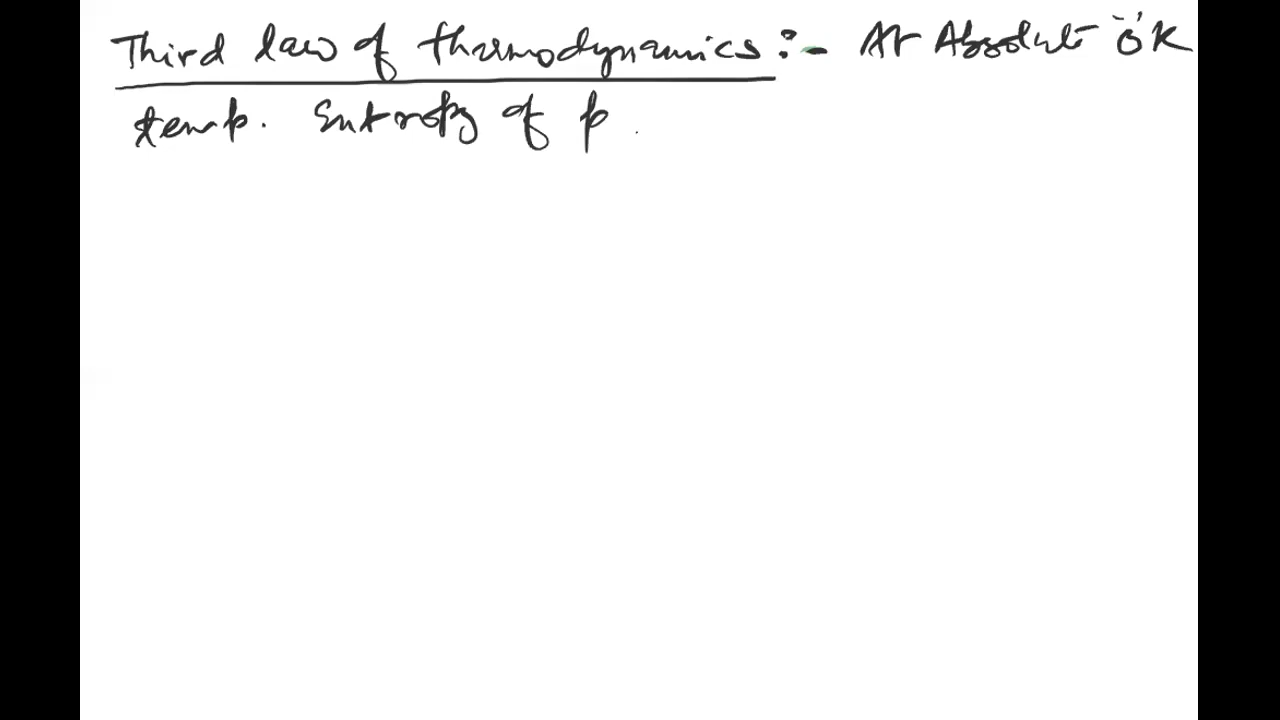 Third law of thermodynamics :- At Absolute 0 K
temp. Entropy of p